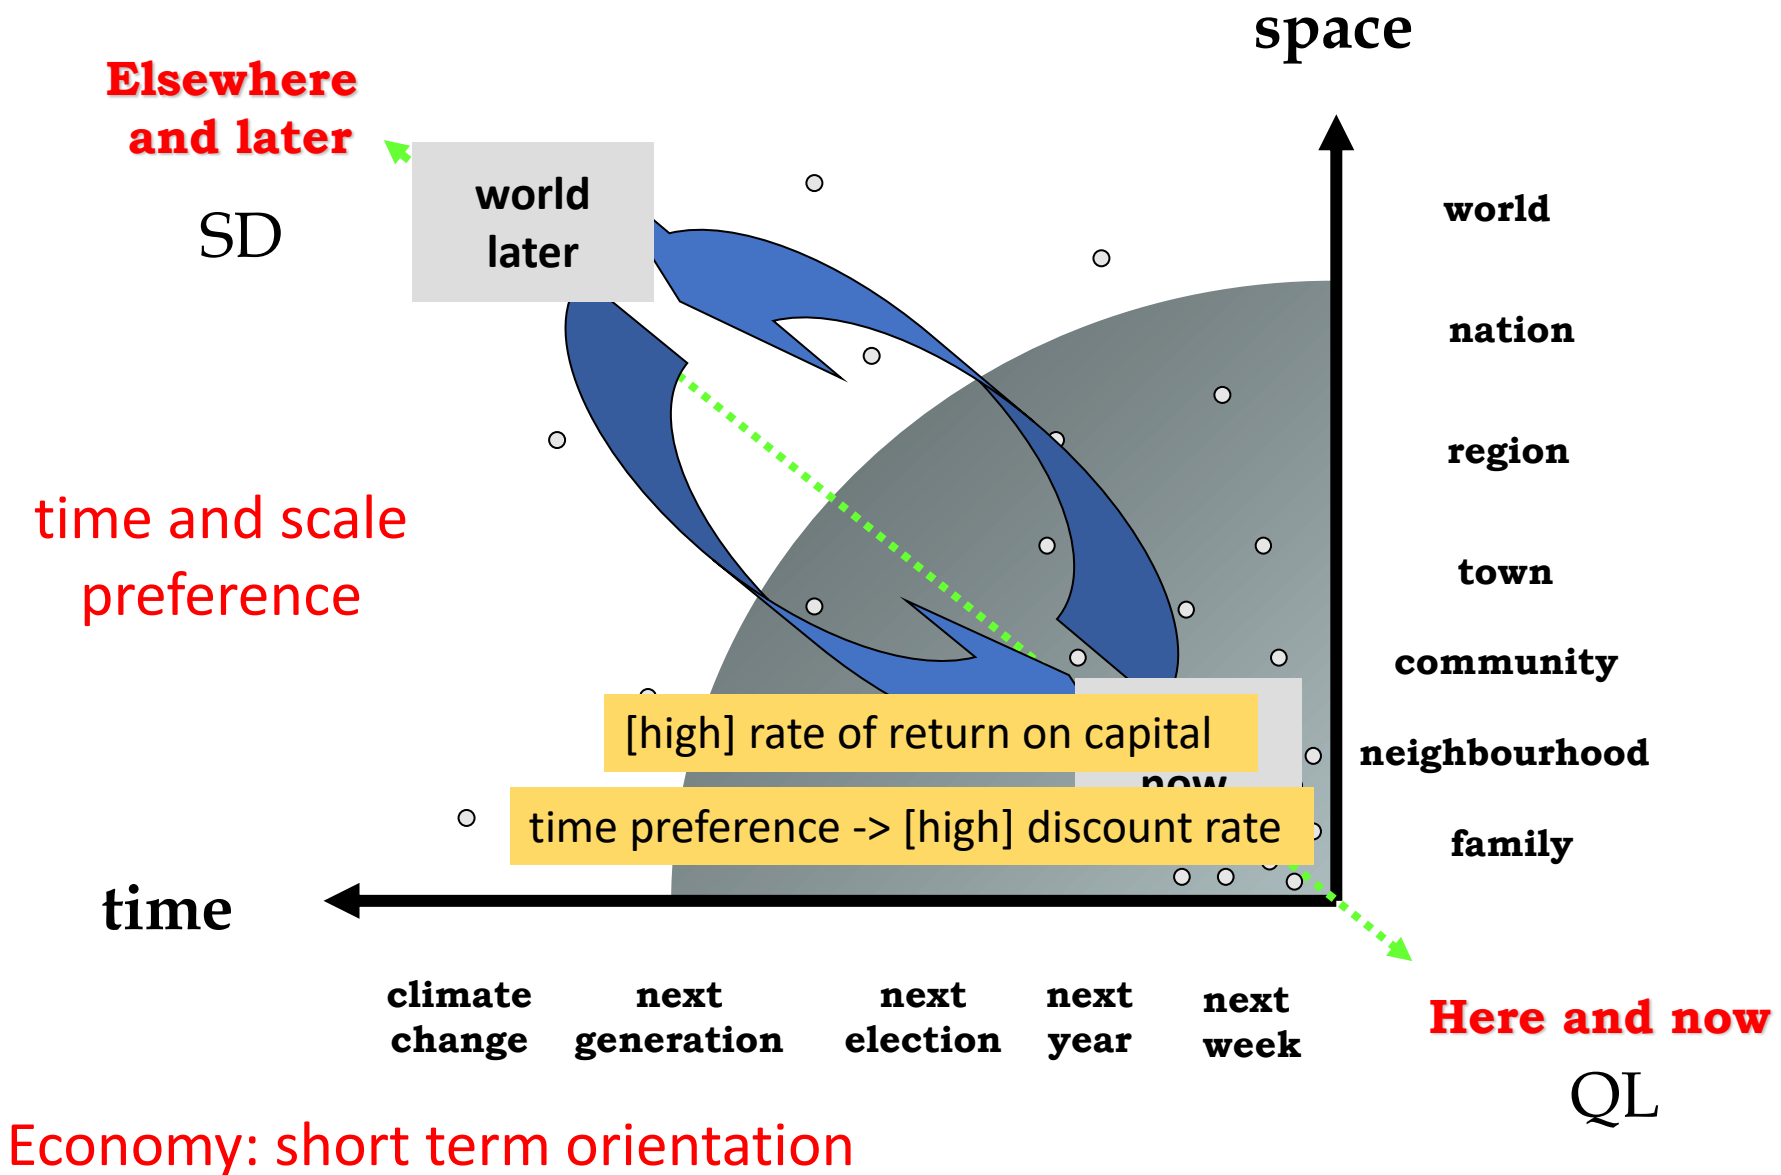 space
Elsewhere
and later
SD
world
later
world
nation
region
town
community
neighbourhood
family
time and scale
preference
[high] rate of return on capital
now
time preference -> [high] discount rate
time
climate
change
next
generation
next
election
next
year
next
week
Here and now
QL
Economy: short term orientation